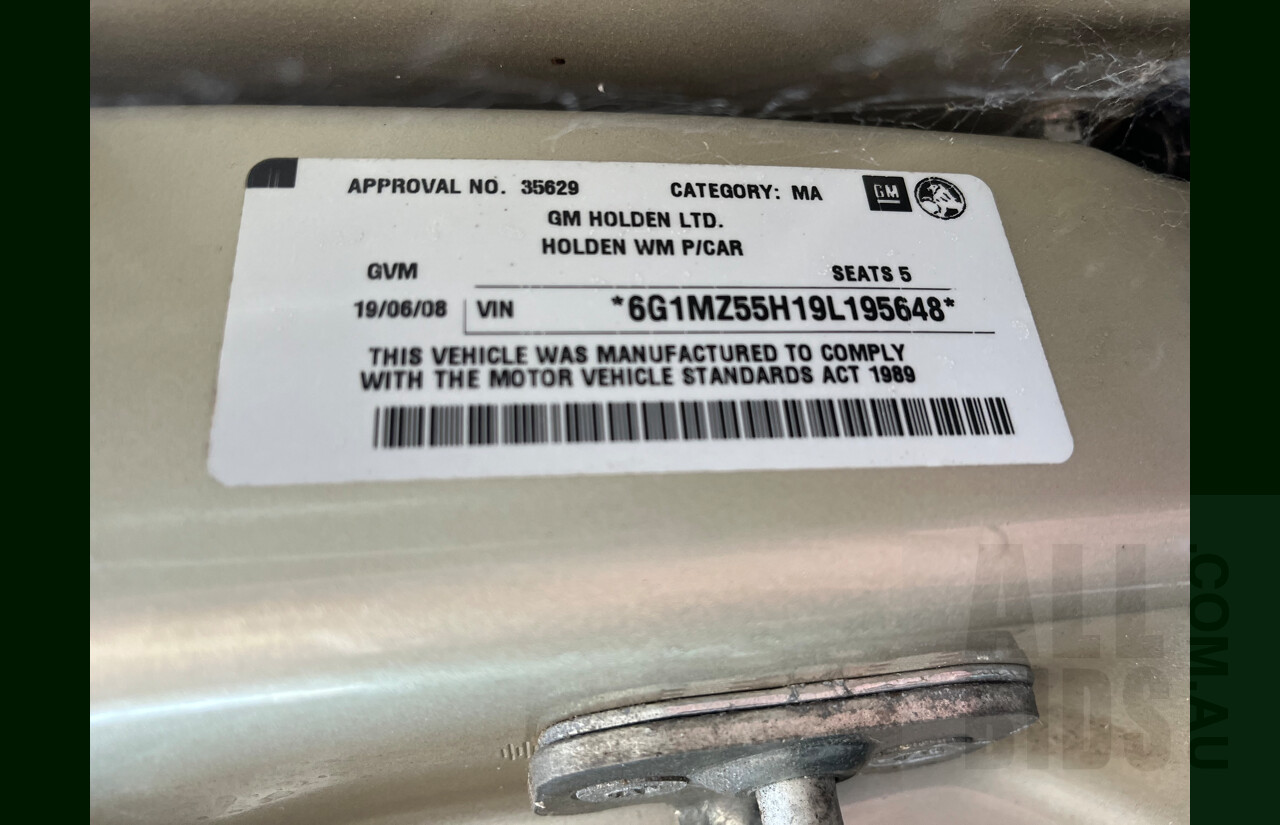 APPROVAL NO. 35629 CATEGORY: MA GM
GM HOLDEN LTD.
HOLDEN WM P/CAR
GVM SEATS 5
19/06/08 VIN *6G1MZ55H19L195648*
THIS VEHICLE WAS MANUFACTURED TO COMPLY
WITH THE MOTOR VEHICLE STANDARDS ACT 1989
ALL
BIDS
.COM.AU